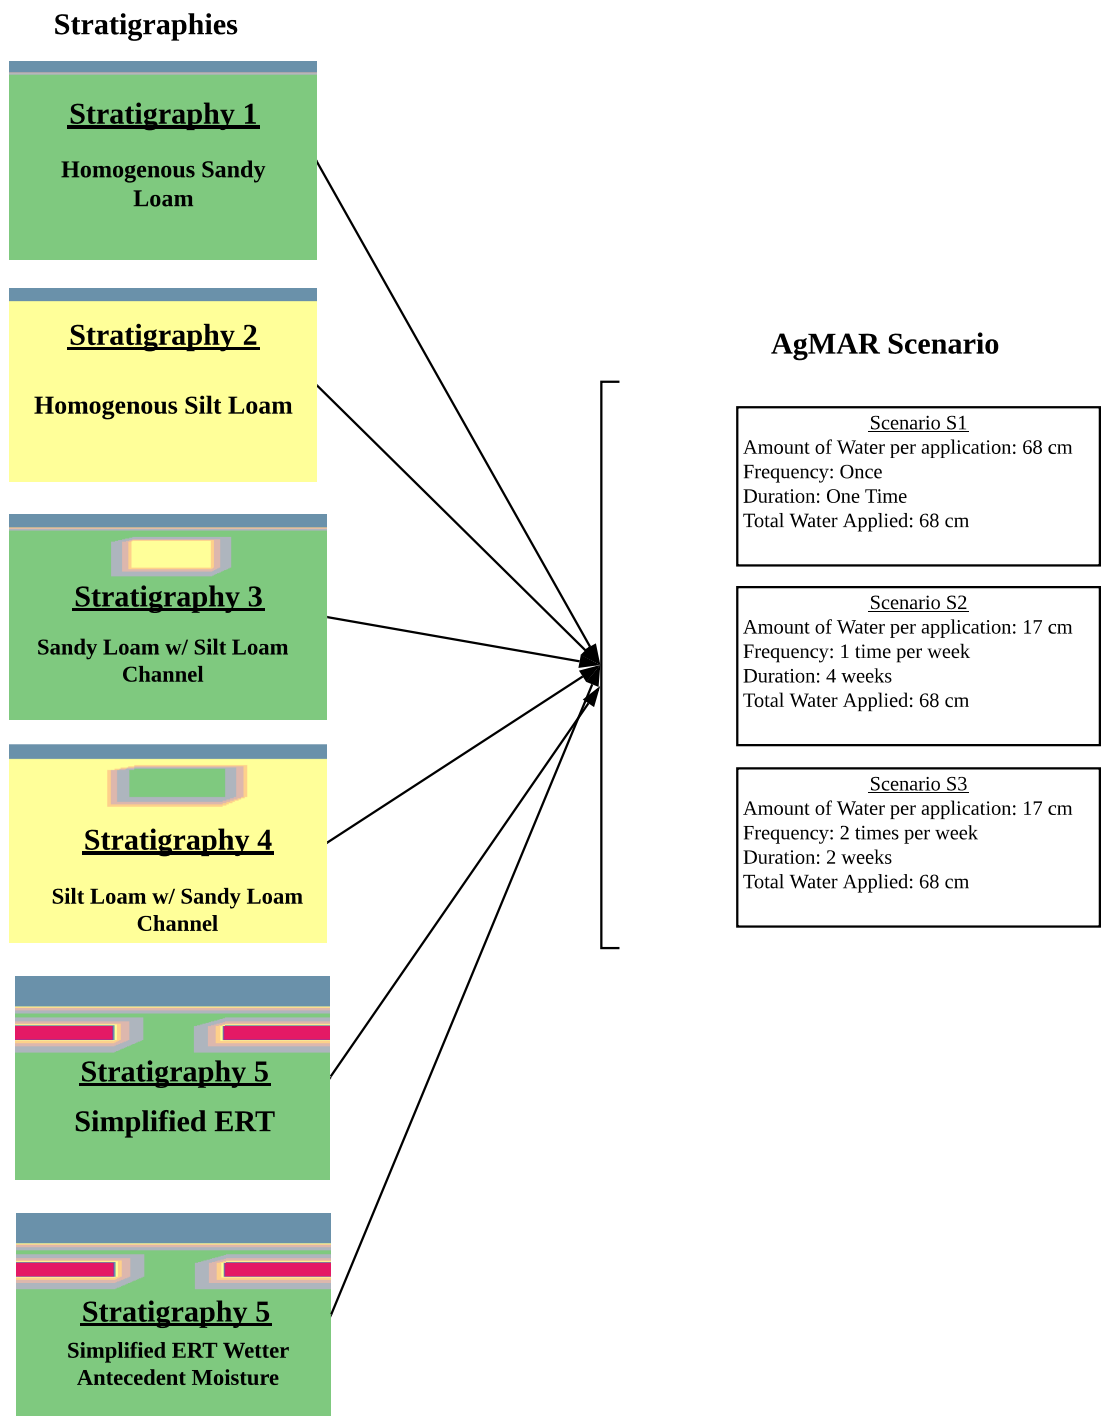 Stratigraphies
Stratigraphy 1
Homogenous Sandy
Loam
Stratigraphy 2
Homogenous Silt Loam
Stratigraphy 3
Sandy Loam w/ Silt Loam
Channel
Stratigraphy 4
Silt Loam w/ Sandy Loam
Channel
Stratigraphy 5
Simplified ERT
Stratigraphy 5
Simplified ERT Wetter
Antecedent Moisture
AgMAR Scenario
Scenario S1
Amount of Water per application: 68 cm
Frequency: Once
Duration: One Time
Total Water Applied: 68 cm
Scenario S2
Amount of Water per application: 17 cm
Frequency: 1 time per week
Duration: 4 weeks
Total Water Applied: 68 cm
Scenario S3
Amount of Water per application: 17 cm
Frequency: 2 times per week
Duration: 2 weeks
Total Water Applied: 68 cm